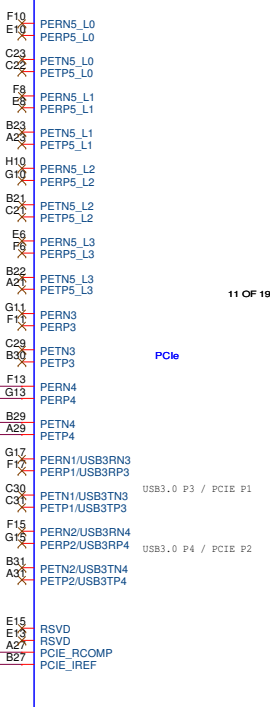 F10 PERN5_L0
E10 PERP5_L0
C23 PETN5_L0
C22 PETP5_L0
F8 PERN5_L1
E8 PERP5_L1
B23 PETN5_L1
A23 PETP5_L1
H10 PERN5_L2
G10 PERP5_L2
B21 PETN5_L2
C21 PETP5_L2
E6 PERN5_L3
F6 PERP5_L3
B22 PETN5_L3
A21 PETP5_L3
11 OF 19
G11 PERN3
F11 PERP3
C29 PETN3
B30 PETP3
PCIe
F13 PERN4
G13 PERP4
B29 PETN4
A29 PETP4
G17 PERN1/USB3RN3
F17 PERP1/USB3RP3
C30 PETN1/USB3TN3
USB3.0 P3 / PCIE P1
C31 PETP1/USB3TP3
F15 PERN2/USB3RN4
G15 PERP2/USB3RP4
USB3.0 P4 / PCIE P2
B31 PETN2/USB3TN4
A31 PETP2/USB3TP4
E15 RSVD
E13 RSVD
A27 PCIE_RCOMP
B27 PCIE_IREF